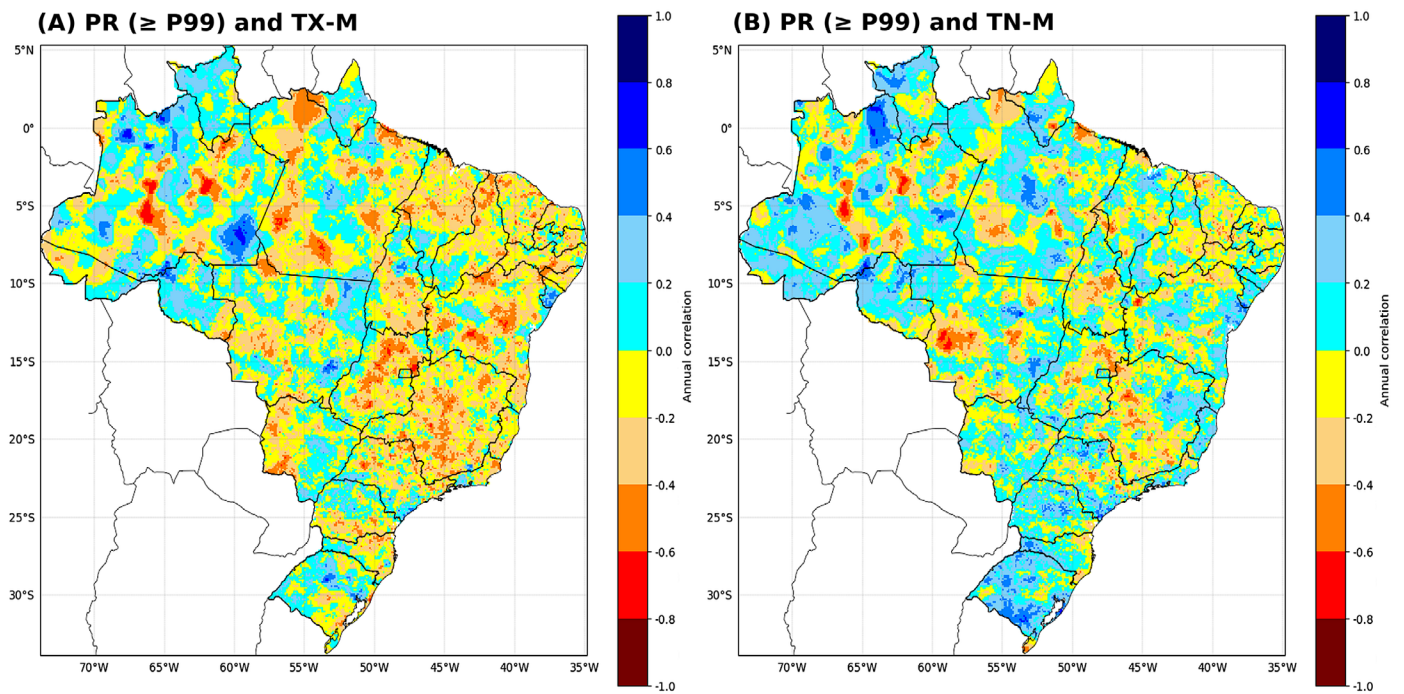 (A) PR (≥ P99) and TX-M
5°N
0°
5°S
10°S
15°S
20°S
25°S
30°S
70°W 65°W 60°W 55°W 50°W 45°W 40°W 35°W
1.0
0.8
0.6
0.4
0.2
0.0
-0.2
-0.4
-0.6
-0.8
-1.0
Annual correlation
(B) PR (≥ P99) and TN-M
5°N
0°
5°S
10°S
15°S
20°S
25°S
30°S
70°W 65°W 60°W 55°W 50°W 45°W 40°W 35°W
1.0
0.8
0.6
0.4
0.2
0.0
-0.2
-0.4
-0.6
-0.8
-1.0
Annual correlation